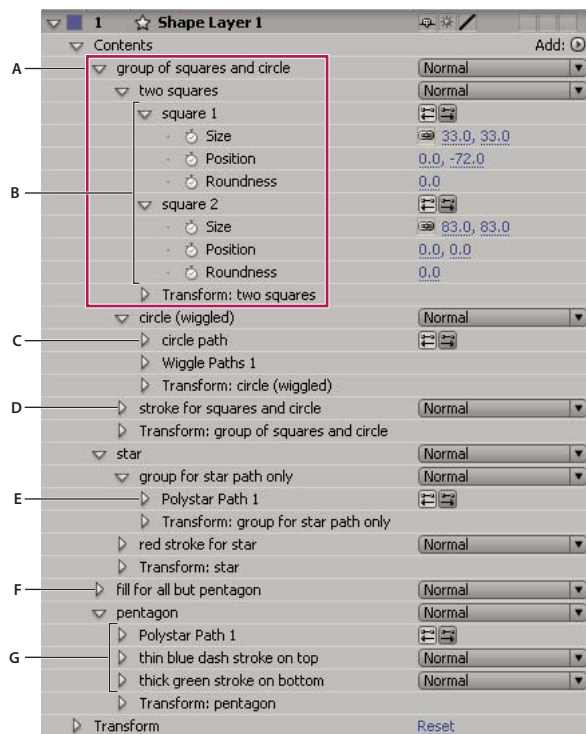 1 Shape Layer 1
Contents Add:
A group of squares and circle Normal
two squares Normal
square 1
Size 33.0, 33.0
Position 0.0, -72.0
B Roundness 0.0
square 2
Size 83.0, 83.0
Position 0.0, 0.0
Roundness 0.0
Transform: two squares
circle (wiggled) Normal
C circle path
Wiggle Paths 1
Transform: circle (wiggled)
D stroke for squares and circle Normal
Transform: group of squares and circle
star Normal
group for star path only Normal
E Polystar Path 1
Transform: group for star path only
red stroke for star Normal
Transform: star
F fill for all but pentagon Normal
pentagon Normal
Polystar Path 1
G thin blue dash stroke on top Normal
thick green stroke on bottom Normal
Transform: pentagon
Transform Reset